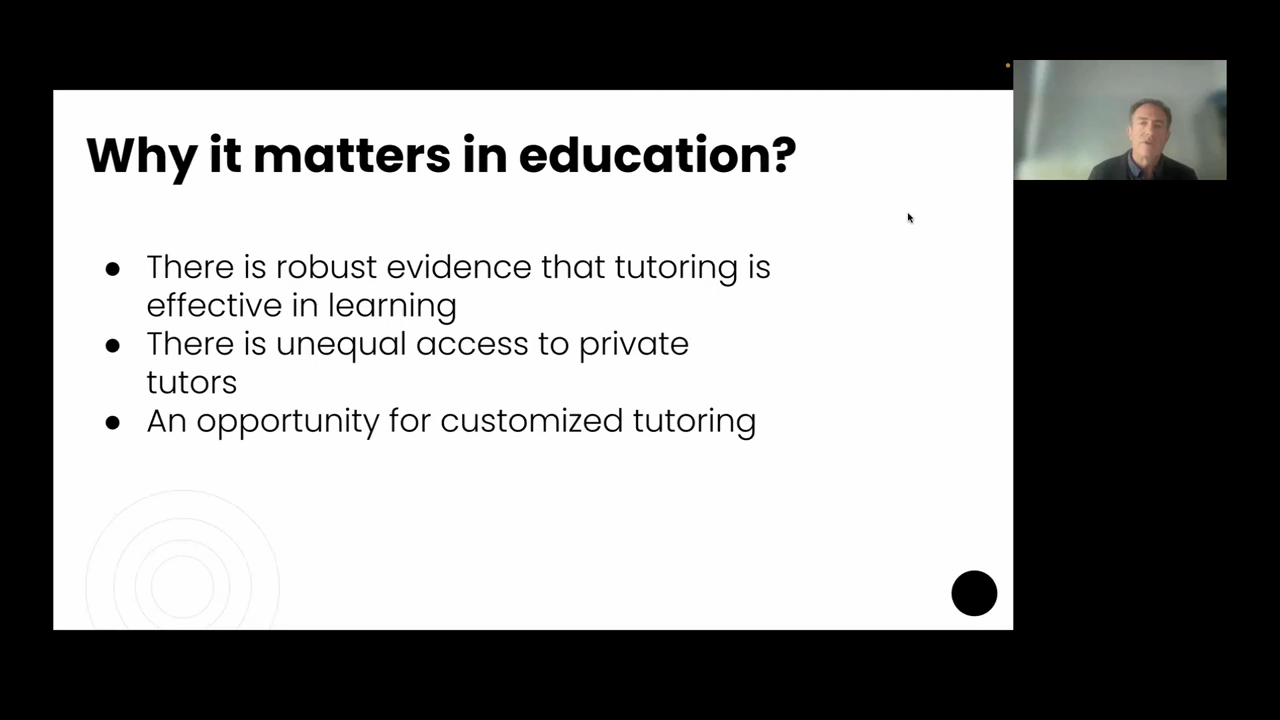 Why it matters in education?
● There is robust evidence that tutoring is
effective in learning
● There is unequal access to private
tutors
● An opportunity for customized tutoring